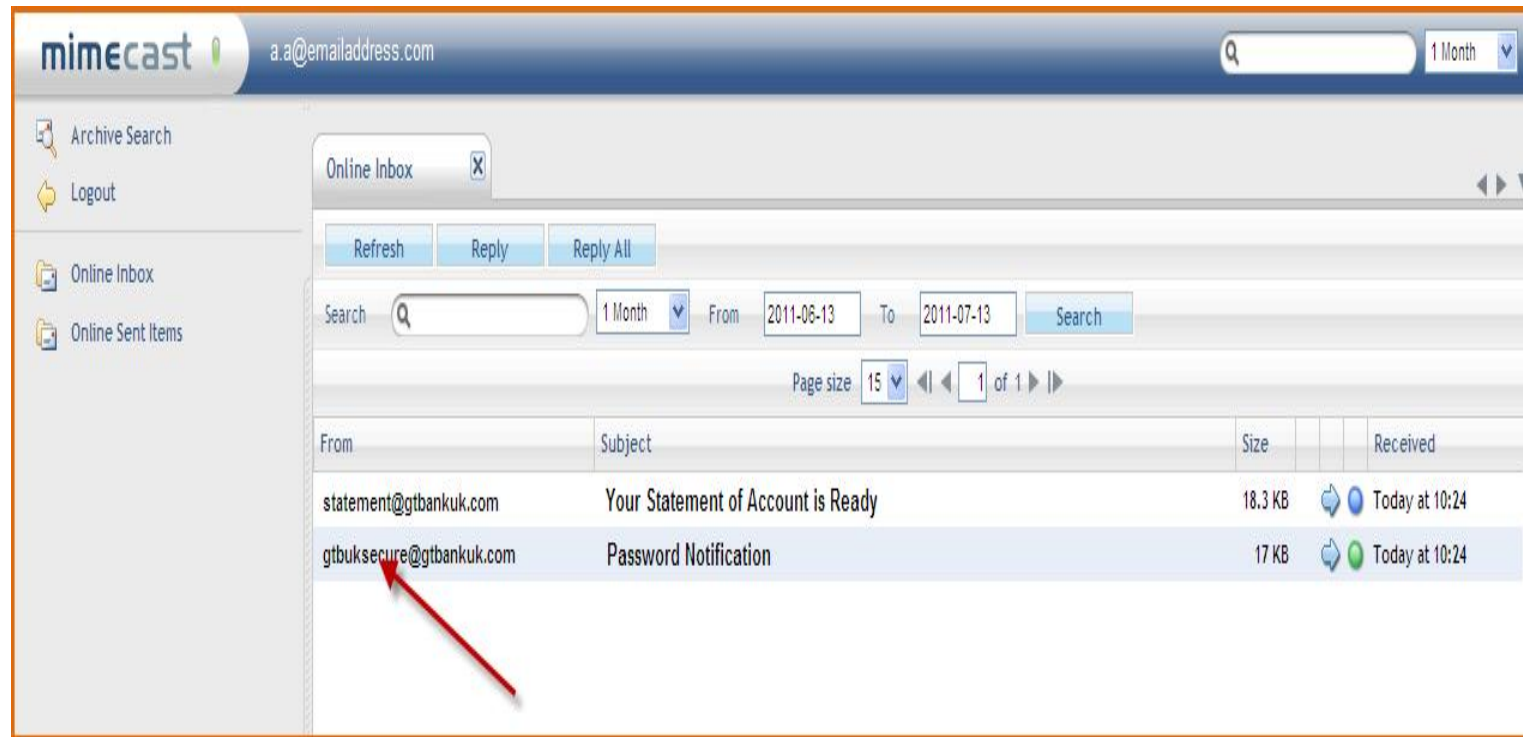 mimecast a.a@emailaddress.com 1 Month
Archive Search
Logout
Online Inbox
Online Sent Items
Online Inbox
Refresh Reply Reply All
Search 1 Month From 2011-06-13 To 2011-07-13 Search
Page size 15 1 of 1
From Subject Size Received
statement@gtbankuk.com Your Statement of Account is Ready 18.3 KB Today at 10:24
gtbuksecure@gtbankuk.com Password Notification 17 KB Today at 10:24